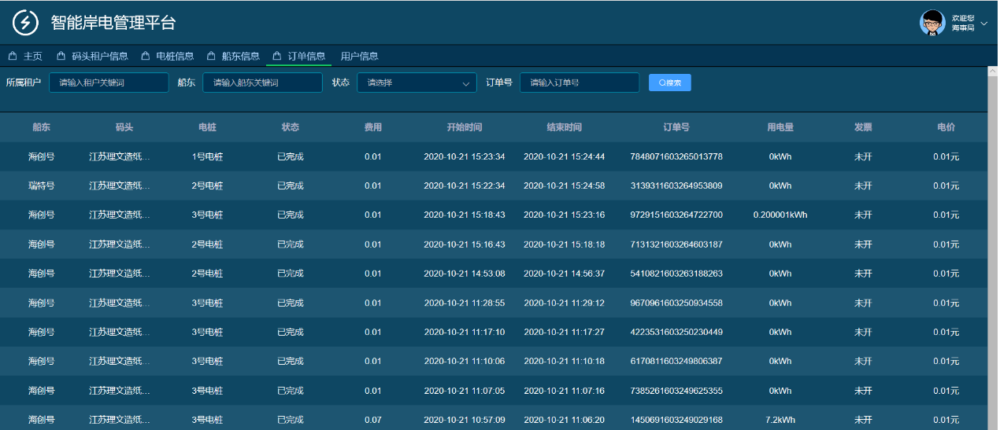 智能岸电管理平台
欢迎您
海事局
主页 码头租户信息 电桩信息 船东信息 订单信息 用户信息
所属租户 请输入租户关键词 船东 请输入船东关键词 状态 请选择 订单号 请输入订单号 搜索
船东 码头 电桩 状态 费用 开始时间 结束时间 订单号 用电量 发票 电价
海创号 江苏理文造纸... 1号电桩 已完成 0.01 2020-10-21 15:23:34 2020-10-21 15:24:44 7848071603265013778 0kWh 未开 0.01元
瑞特号 江苏理文造纸... 2号电桩 已完成 0.01 2020-10-21 15:22:34 2020-10-21 15:24:58 3139311603264953809 0kWh 未开 0.01元
海创号 江苏理文造纸... 3号电桩 已完成 0.01 2020-10-21 15:18:43 2020-10-21 15:23:16 9729151603264722700 0.200001kWh 未开 0.01元
海创号 江苏理文造纸... 2号电桩 已完成 0.01 2020-10-21 15:16:43 2020-10-21 15:18:18 7131321603264603187 0kWh 未开 0.01元
海创号 江苏理文造纸... 2号电桩 已完成 0.01 2020-10-21 14:53:08 2020-10-21 14:56:37 5410821603263188263 0kWh 未开 0.01元
海创号 江苏理文造纸... 3号电桩 已完成 0.01 2020-10-21 11:28:55 2020-10-21 11:29:12 9670961603250934558 0kWh 未开 0.01元
海创号 江苏理文造纸... 3号电桩 已完成 0.01 2020-10-21 11:17:10 2020-10-21 11:17:27 4223531603250230449 0kWh 未开 0.01元
海创号 江苏理文造纸... 3号电桩 已完成 0.01 2020-10-21 11:10:06 2020-10-21 11:10:18 6170811603249806387 0kWh 未开 0.01元
海创号 江苏理文造纸... 3号电桩 已完成 0.01 2020-10-21 11:07:05 2020-10-21 11:07:16 7385261603249625355 0kWh 未开 0.01元
海创号 江苏理文造纸... 3号电桩 已完成 0.07 2020-10-21 10:57:09 2020-10-21 11:06:20 1450691603249029168 7.2kWh 未开 0.01元